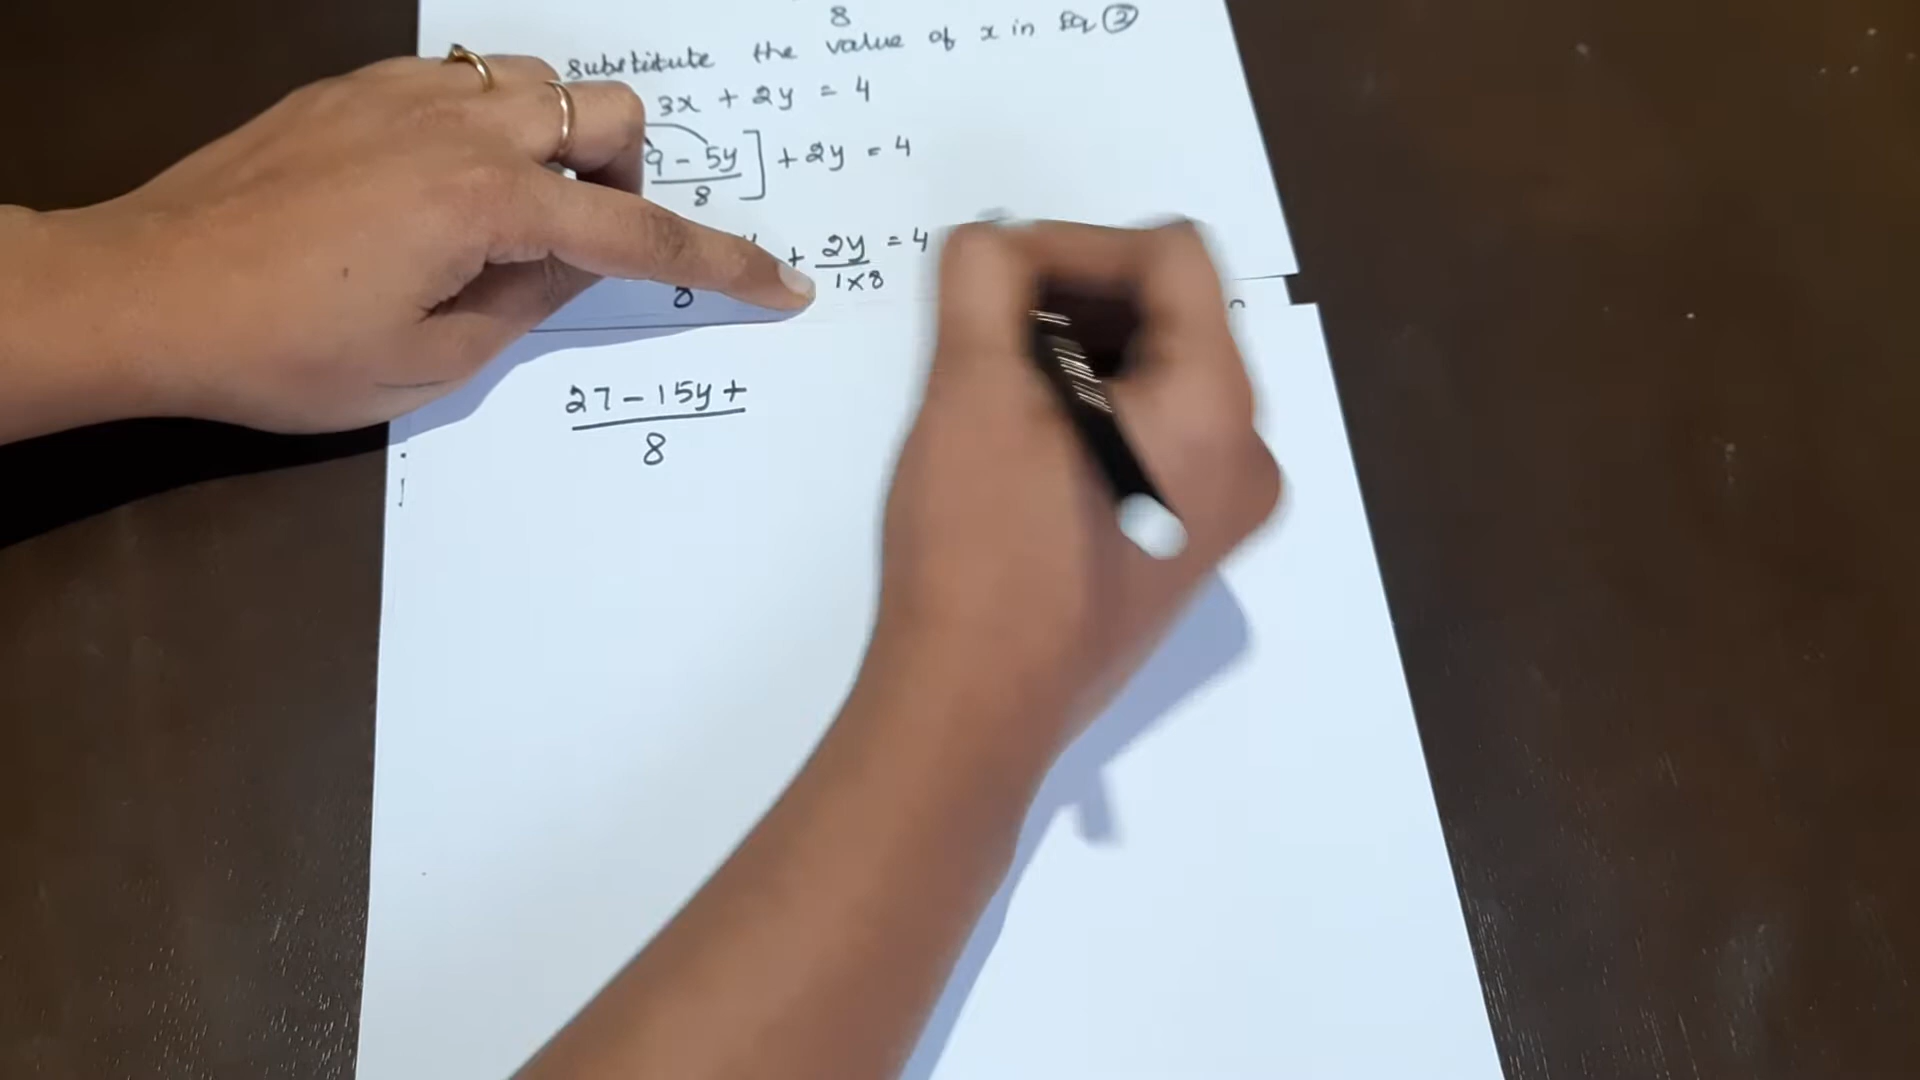 8
substitute the value of x in Eq ②
3x + 2y = 4
9 - 5y ] + 2y = 4
8
+ 2y = 4
1×8
8
27 - 15y +
8